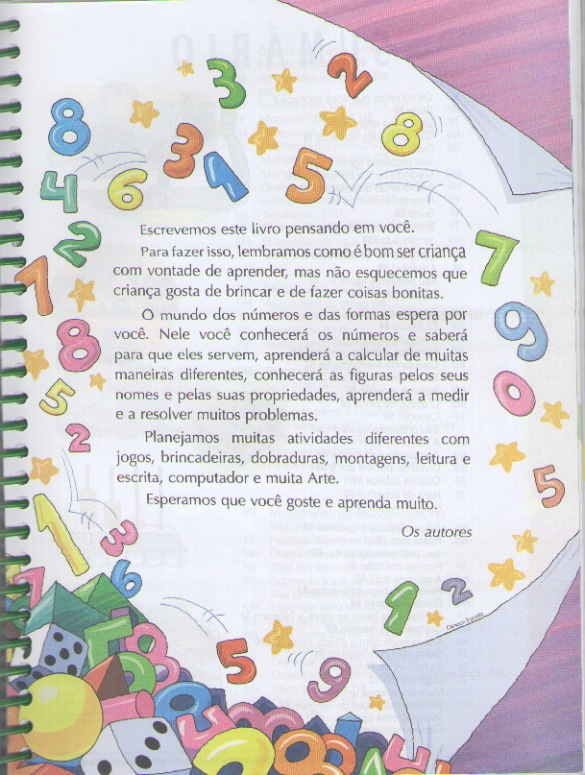 Escrevemos este livro pensando em você.
Para fazer isso, lembramos como é bom ser criança
com vontade de aprender, mas não esquecemos que
criança gosta de brincar e de fazer coisas bonitas.
O mundo dos números e das formas espera por
você. Nele você conhecerá os números e saberá
para que eles servem, aprenderá a calcular de muitas
maneiras diferentes, conhecerá as figuras pelos seus
nomes e pelas suas propriedades, aprenderá a medir
e a resolver muitos problemas.
Planejamos muitas atividades diferentes com
jogos, brincadeiras, dobraduras, montagens, leitura e
escrita, computador e muita Arte.
Esperamos que você goste e aprenda muito.
Os autores